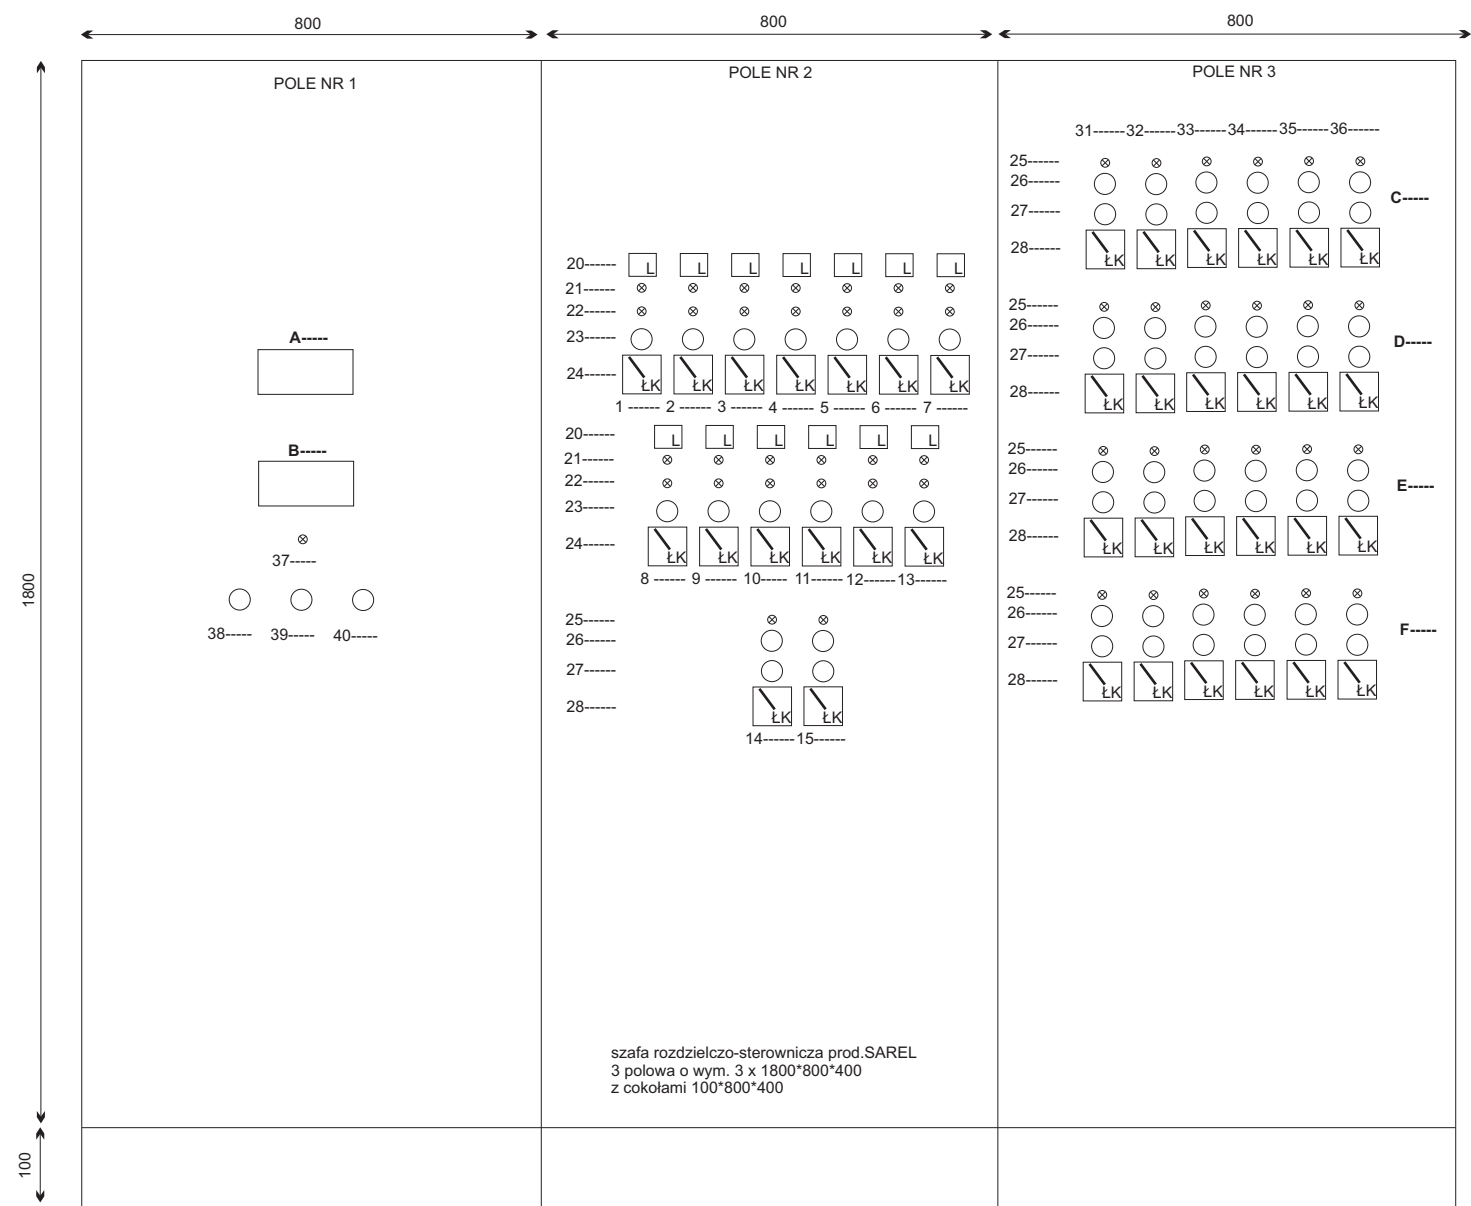 800 800 800
POLE NR 1 POLE NR 2 POLE NR 3
1800
100
A-----
B-----
37-----
38----- 39----- 40-----
20------ L L L L L L L
21------
22------
23------
24------ ŁK ŁK ŁK ŁK ŁK ŁK ŁK
1 ------ 2 ------ 3 ------ 4 ------ 5 ------ 6 ------ 7 ------
20------ L L L L L L
21------
22------
23------
24------ ŁK ŁK ŁK ŁK ŁK ŁK
8 ------ 9 ------ 10----- 11------ 12------13------
25------
26------
27------
28------ ŁK ŁK
14------15------
szafa rozdzielczo-sterownicza prod.SAREL
3 polowa o wym. 3 x 1800*800*400
z cokołami 100*800*400
31------32------33------34------35------36------
25------
26------
C-----
27------
28------ ŁK ŁK ŁK ŁK ŁK ŁK
25------
26------
D-----
27------
28------ ŁK ŁK ŁK ŁK ŁK ŁK
25------
26------
E-----
27------
28------ ŁK ŁK ŁK ŁK ŁK ŁK
25------
26------
F-----
27------
28------ ŁK ŁK ŁK ŁK ŁK ŁK